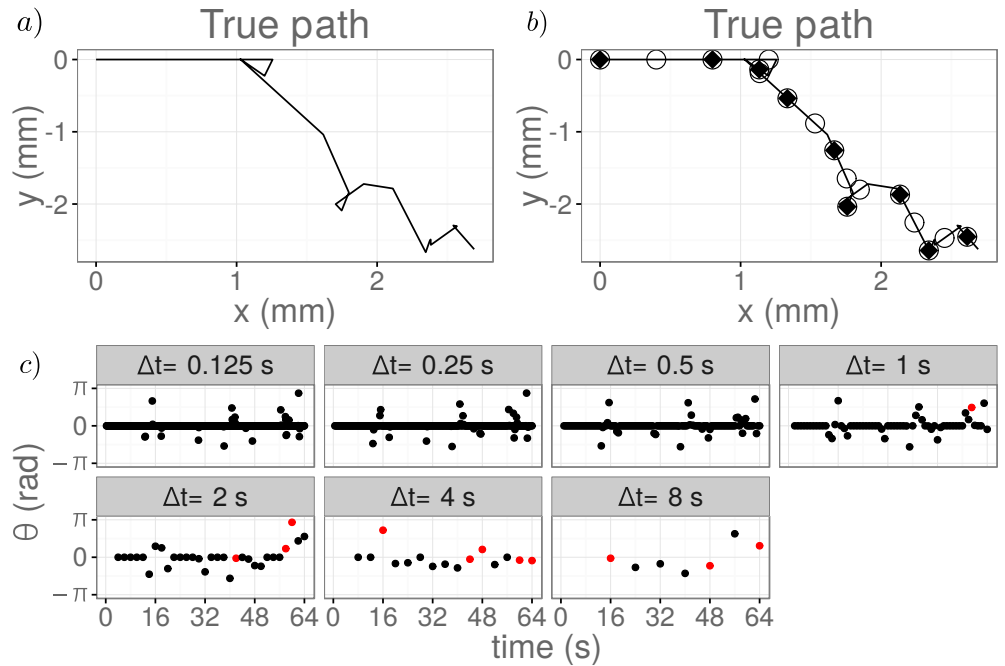 a) True path b) True path
0 0
-1 -1
-2 -2
y (mm) y (mm)
0 1 2 0 1 2
x (mm) x (mm)
c) Δt= 0.125 s Δt= 0.25 s Δt= 0.5 s Δt= 1 s
π
0
−π
Δt= 2 s Δt= 4 s Δt= 8 s
π
0
−π
θ (rad)
0 16 32 48 64 0 16 32 48 64 0 16 32 48 64
time (s)